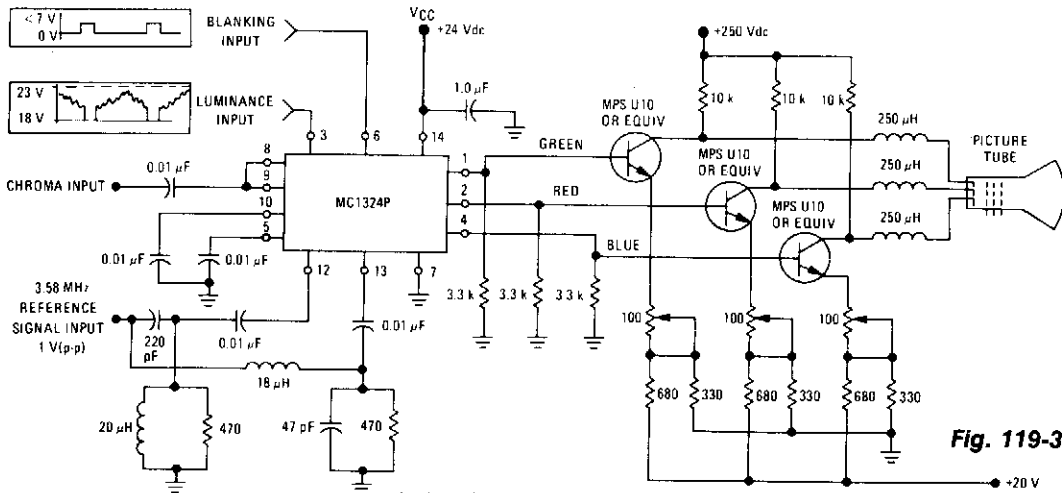 < 7 V
0 V
BLANKING
INPUT
VCC
+24 Vdc
+250 Vdc
23 V
18 V
LUMINANCE
INPUT
1.0 µF
10 k
10 k
10 k
MPS U10
OR EQUIV
MPS U10
OR EQUIV
MPS U10
OR EQUIV
250 µH
250 µH
250 µH
PICTURE
TUBE
3
6
14
8
9
10
5
1
2
4
12
13
7
0.01 µF
CHROMA INPUT
MC1324P
GREEN
RED
BLUE
0.01 µF
0.01 µF
3.58 MHz
REFERENCE
SIGNAL INPUT
1 V(p-p)
220
pF
0.01 µF
0.01 µF
18 µH
3.3 k
3.3 k
3.3 k
100
100
100
20 µH
470
47 pF
470
680
330
680
330
680
330
Fig. 119-3
+20 V